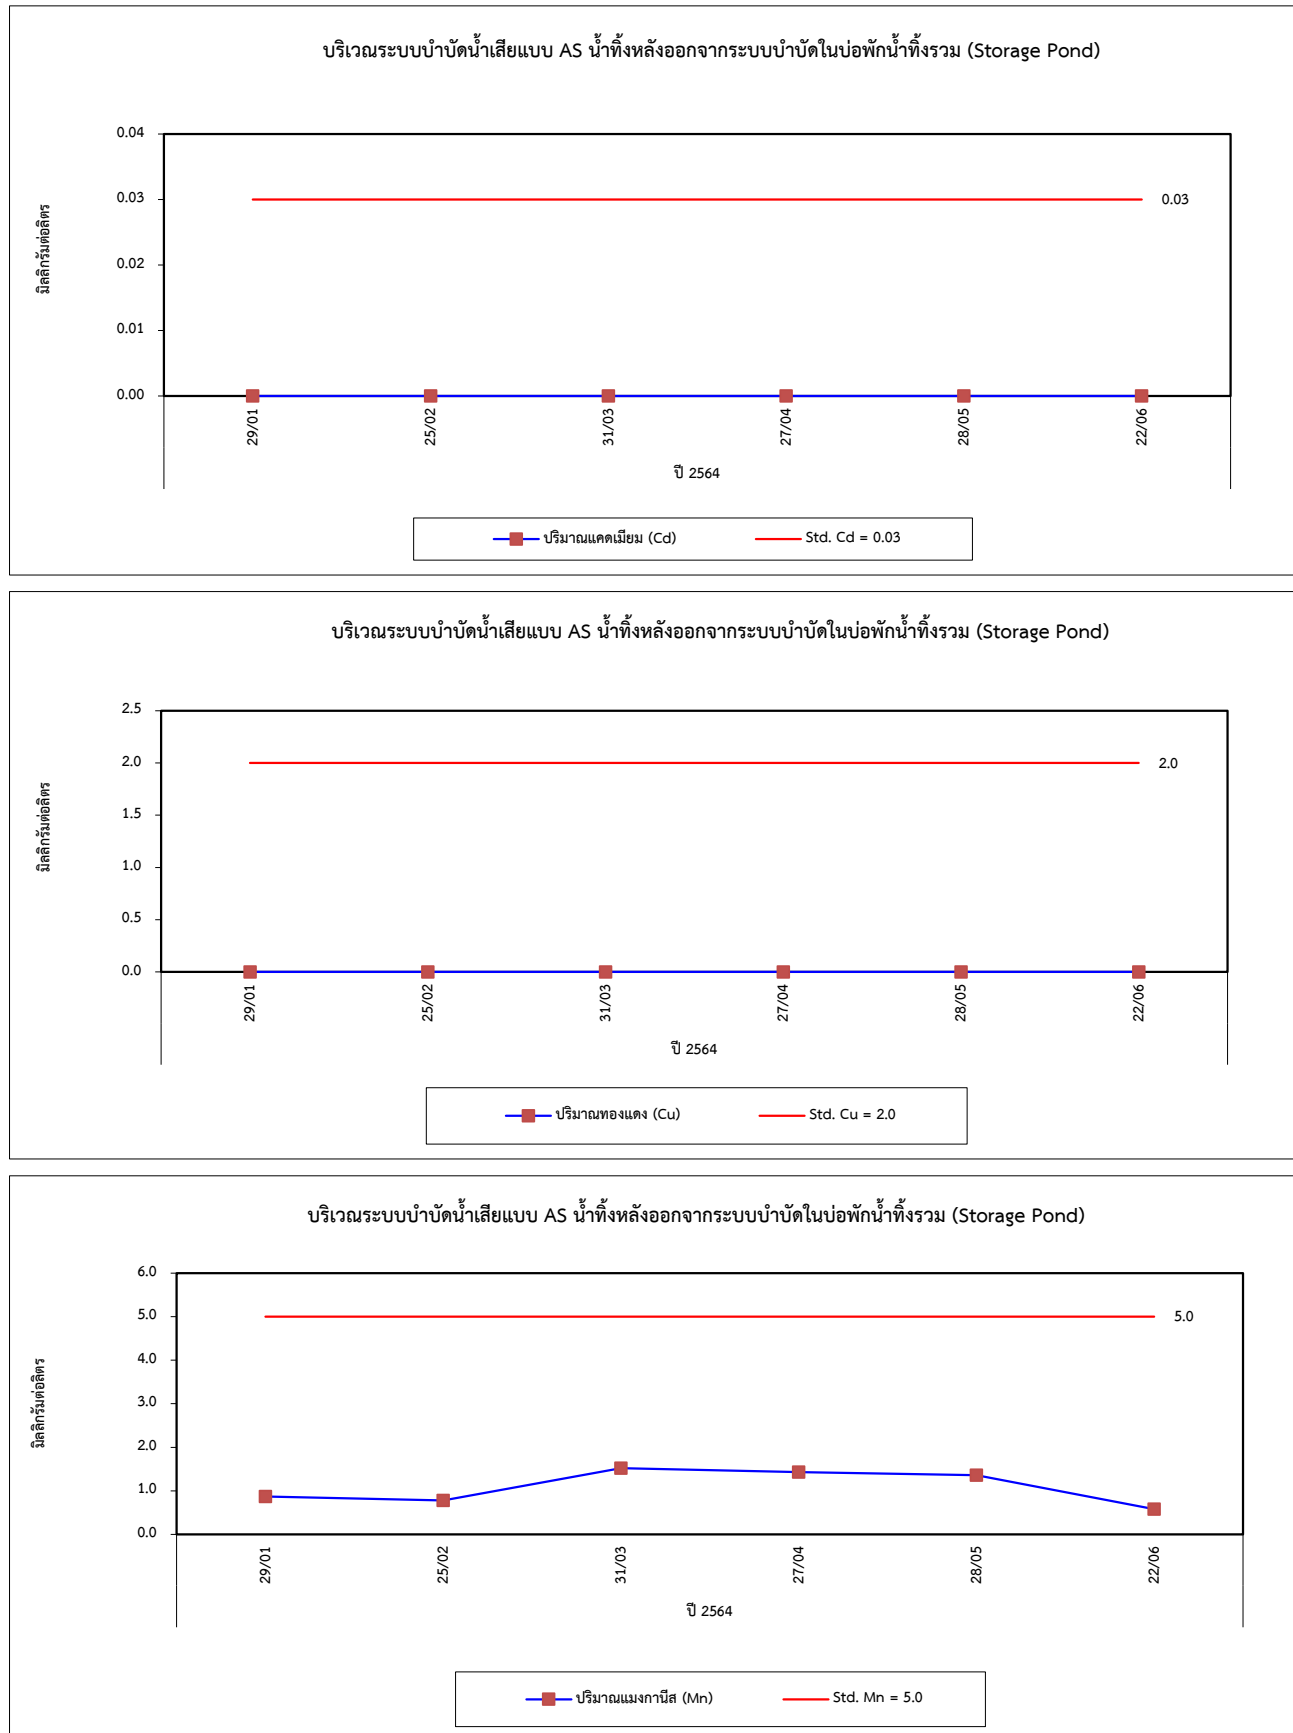 บริเวณระบบบำบัดน้ำเสียแบบ AS น้ำทิ้งหลังออกจากระบบบำบัดในบ่อพักน้ำทิ้งรวม (Storage Pond)
มิลลิกรัมต่อลิตร
0.04
0.03
0.02
0.01
0.00
0.03
29/01
25/02
31/03
27/04
28/05
22/06
ปี 2564
ปริมาณแคดเมียม (Cd)
Std. Cd = 0.03
บริเวณระบบบำบัดน้ำเสียแบบ AS น้ำทิ้งหลังออกจากระบบบำบัดในบ่อพักน้ำทิ้งรวม (Storage Pond)
มิลลิกรัมต่อลิตร
2.5
2.0
1.5
1.0
0.5
0.0
2.0
29/01
25/02
31/03
27/04
28/05
22/06
ปี 2564
ปริมาณทองแดง (Cu)
Std. Cu = 2.0
บริเวณระบบบำบัดน้ำเสียแบบ AS น้ำทิ้งหลังออกจากระบบบำบัดในบ่อพักน้ำทิ้งรวม (Storage Pond)
มิลลิกรัมต่อลิตร
6.0
5.0
4.0
3.0
2.0
1.0
0.0
5.0
29/01
25/02
31/03
27/04
28/05
22/06
ปี 2564
ปริมาณแมงกานีส (Mn)
Std. Mn = 5.0